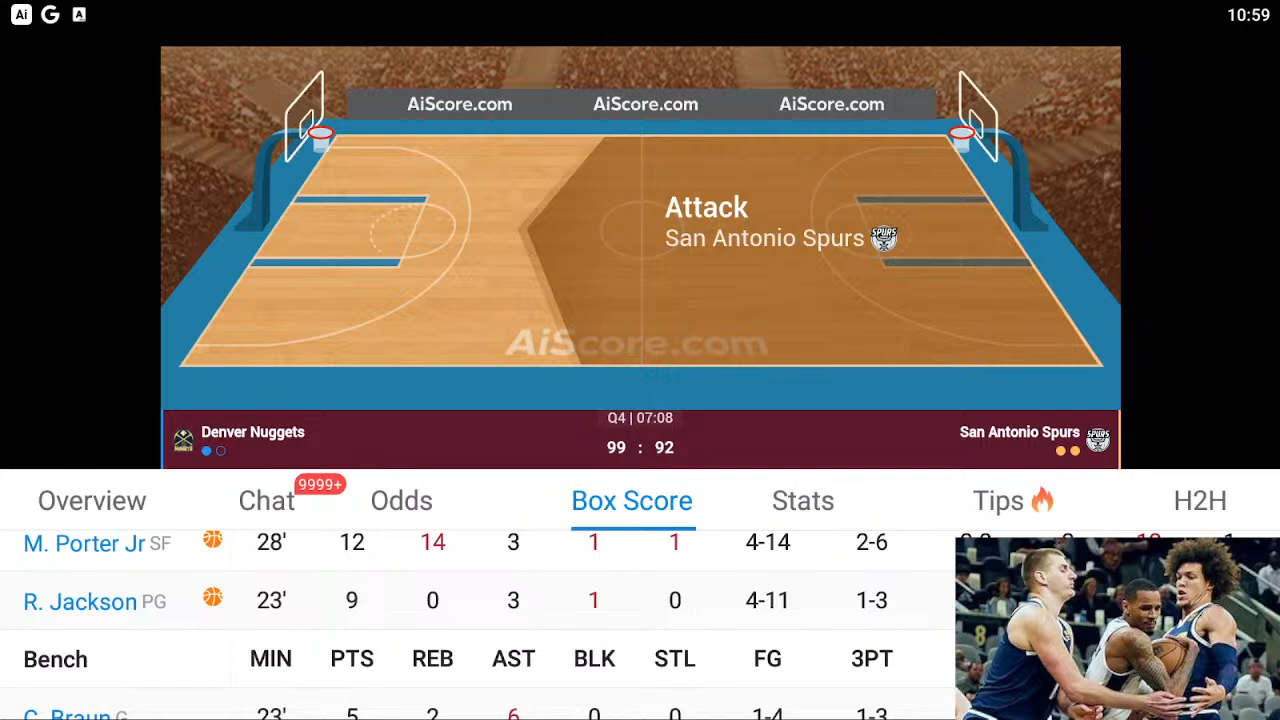 Ai G A 10:59
AiScore.com AiScore.com AiScore.com
Attack
San Antonio Spurs SPURS
AiScore.com
Q4 | 07:08
Denver Nuggets 99 : 92 San Antonio Spurs SPURS
Overview Chat 9999+ Odds Box Score Stats Tips H2H
M. Porter Jr SF 28' 12 14 3 1 1 4-14 2-6
R. Jackson PG 23' 9 0 3 1 0 4-11 1-3
Bench MIN PTS REB AST BLK STL FG 3PT
C. Braun G 23' 5 2 6 0 0 1-4 1-3